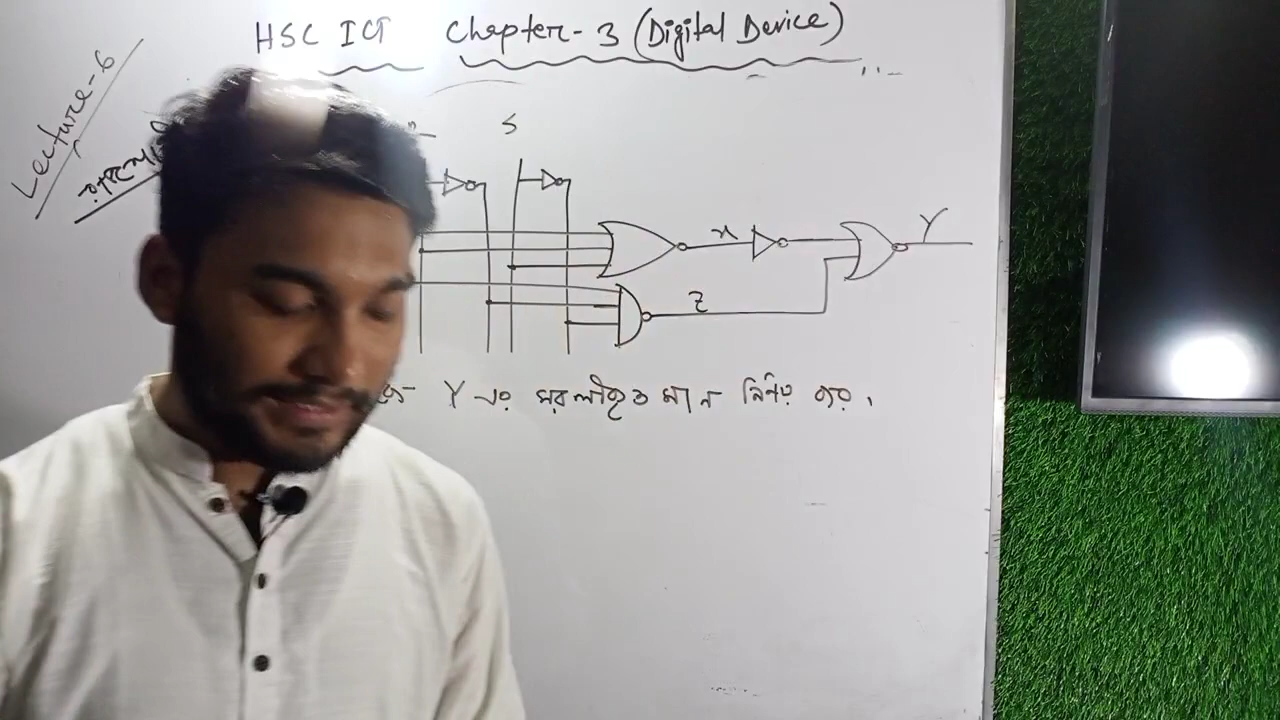 HSC ICT Chapter-3 (Digital Device)
Lecture-6
S
x
Y
Z
Y এর সরলীকৃত মান নির্ণয় কর।